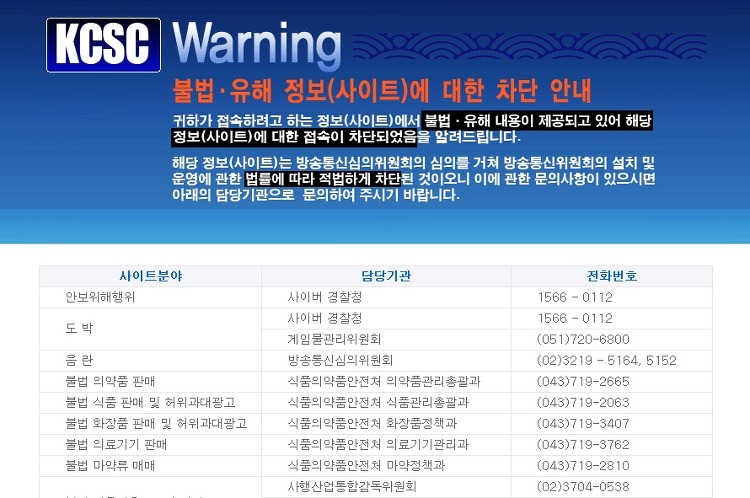 KCSC Warning
불법·유해 정보(사이트)에 대한 차단 안내
귀하가 접속하려고 하는 정보(사이트)에서 불법·유해 내용이 제공되고 있어 해당
정보(사이트)에 대한 접속이 차단되었음을 알려드립니다.
해당 정보(사이트)는 방송통신심의위원회의 심의를 거쳐 방송통신위원회의 설치 및
운영에 관한 법률에 따라 적법하게 차단된 것이오니 이에 관한 문의사항이 있으시면
아래의 담당기관으로 문의하여 주시기 바랍니다.
사이트분야 담당기관 전화번호
안보위해행위 사이버 경찰청 1566 - 0112
도 박 사이버 경찰청 1566 - 0112
게임물관리위원회 (051)720-6800
음 란 방송통신심의위원회 (02)3219 - 5164, 5152
불법 의약품 판매 식품의약품안전처 의약품관리총괄과 (043)719-2665
불법 식품 판매 및 허위과대광고 식품의약품안전처 식품관리총괄과 (043)719-2063
불법 화장품 판매 및 허위과대광고 식품의약품안전처 화장품정책과 (043)719-3407
불법 의료기기 판매 식품의약품안전처 의료기기관리과 (043)719-3762
불법 마약류 매매 식품의약품안전처 마약정책과 (043)719-2810
사행산업통합감독위원회 (02)3704-0538